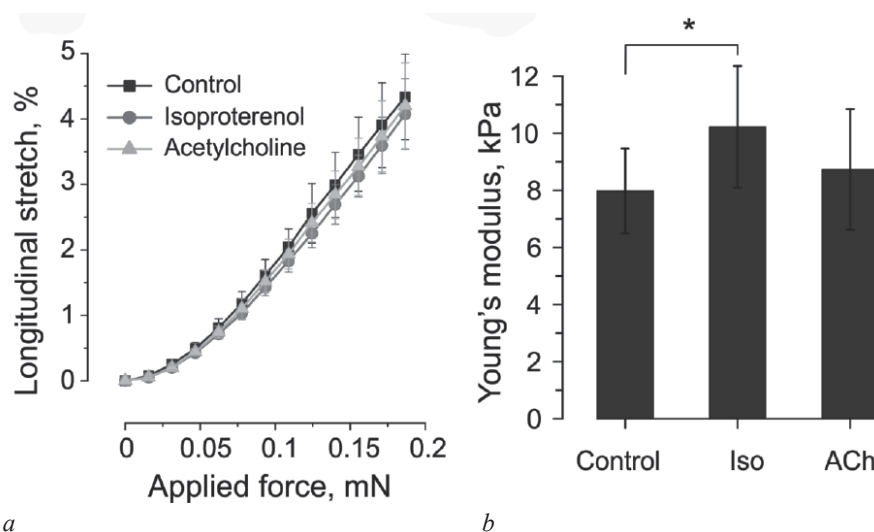 Longitudinal stretch, %
5
4
3
2
1
0
Control
Isoproterenol
Acetylcholine
0 0.05 0.1 0.15 0.2
Applied force, mN
a
*
Young's modulus, kPa
12
10
8
6
4
2
0
Control Iso ACh
b